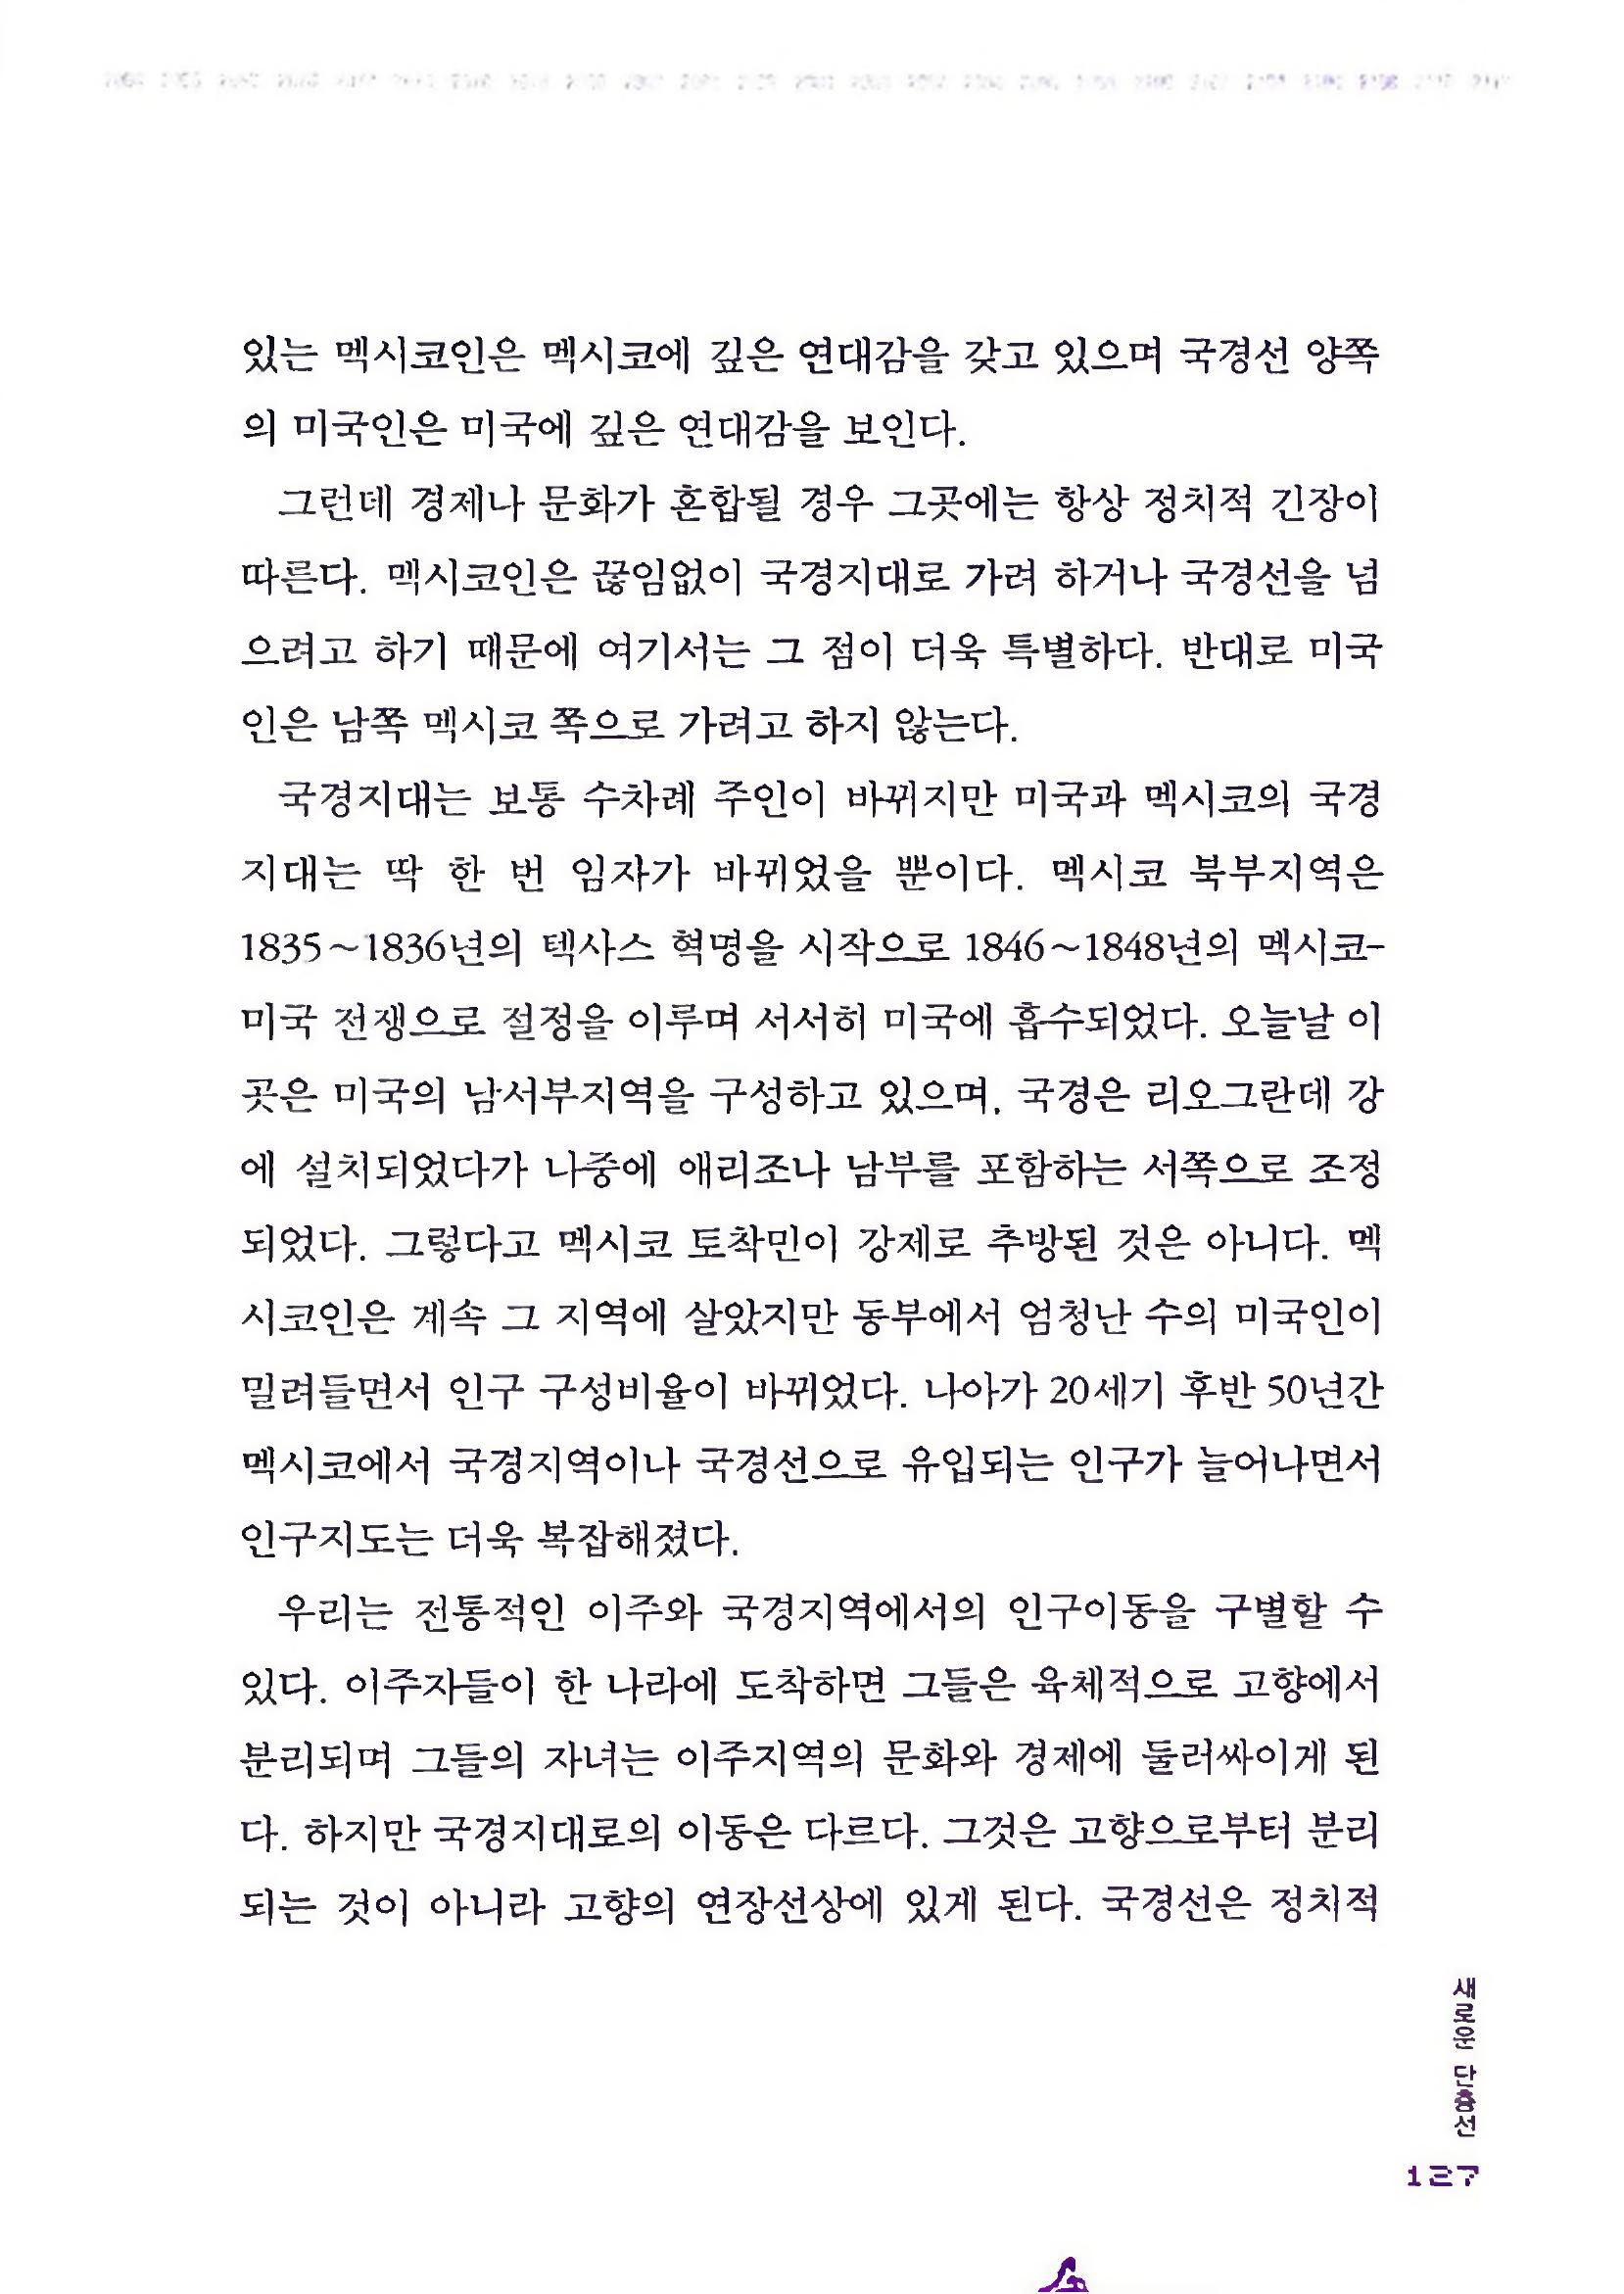 있는 멕시코인은 멕시코에 깊은 연대감을 갖고 있으며 국경선 양쪽
의 미국인은 미국에 깊은 연대감을 보인다.
그런데 경제나 문화가 혼합될 경우 그곳에는 항상 정치적 긴장이
따른다. 멕시코인은 끊임없이 국경지대로 가려 하거나 국경선을 넘
으려고 하기 때문에 여기서는 그 점이 더욱 특별하다. 반대로 미국
인은 남쪽 멕시코 쪽으로 가려고 하지 않는다.
국경지대는 보통 수차례 주인이 바뀌지만 미국과 멕시코의 국경
지대는 딱 한 번 임자가 바뀌었을 뿐이다. 멕시코 북부지역은
1835~1836년의 텍사스 혁명을 시작으로 1846~1848년의 멕시코-
미국 전쟁으로 절정을 이루며 서서히 미국에 흡수되었다. 오늘날 이
곳은 미국의 남서부지역을 구성하고 있으며, 국경은 리오그란데 강
에 설치되었다가 나중에 애리조나 남부를 포함하는 서쪽으로 조정
되었다. 그렇다고 멕시코 토착민이 강제로 추방된 것은 아니다. 멕
시코인은 계속 그 지역에 살았지만 동부에서 엄청난 수의 미국인이
밀려들면서 인구 구성비율이 바뀌었다. 나아가 20세기 후반 50년간
멕시코에서 국경지역이나 국경선으로 유입되는 인구가 늘어나면서
인구지도는 더욱 복잡해졌다.
우리는 전통적인 이주와 국경지역에서의 인구이동을 구별할 수
있다. 이주자들이 한 나라에 도착하면 그들은 육체적으로 고향에서
분리되며 그들의 자녀는 이주지역의 문화와 경제에 둘러싸이게 된
다. 하지만 국경지대로의 이동은 다르다. 그것은 고향으로부터 분리
되는 것이 아니라 고향의 연장선상에 있게 된다. 국경선은 정치적
새로운 단층선
127